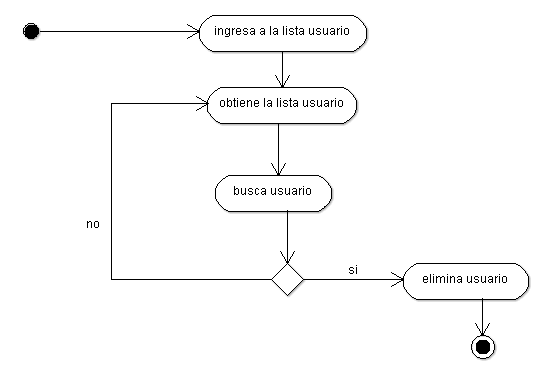 ingresa a la lista usuario
obtiene la lista usuario
busca usuario
no
si
elimina usuario